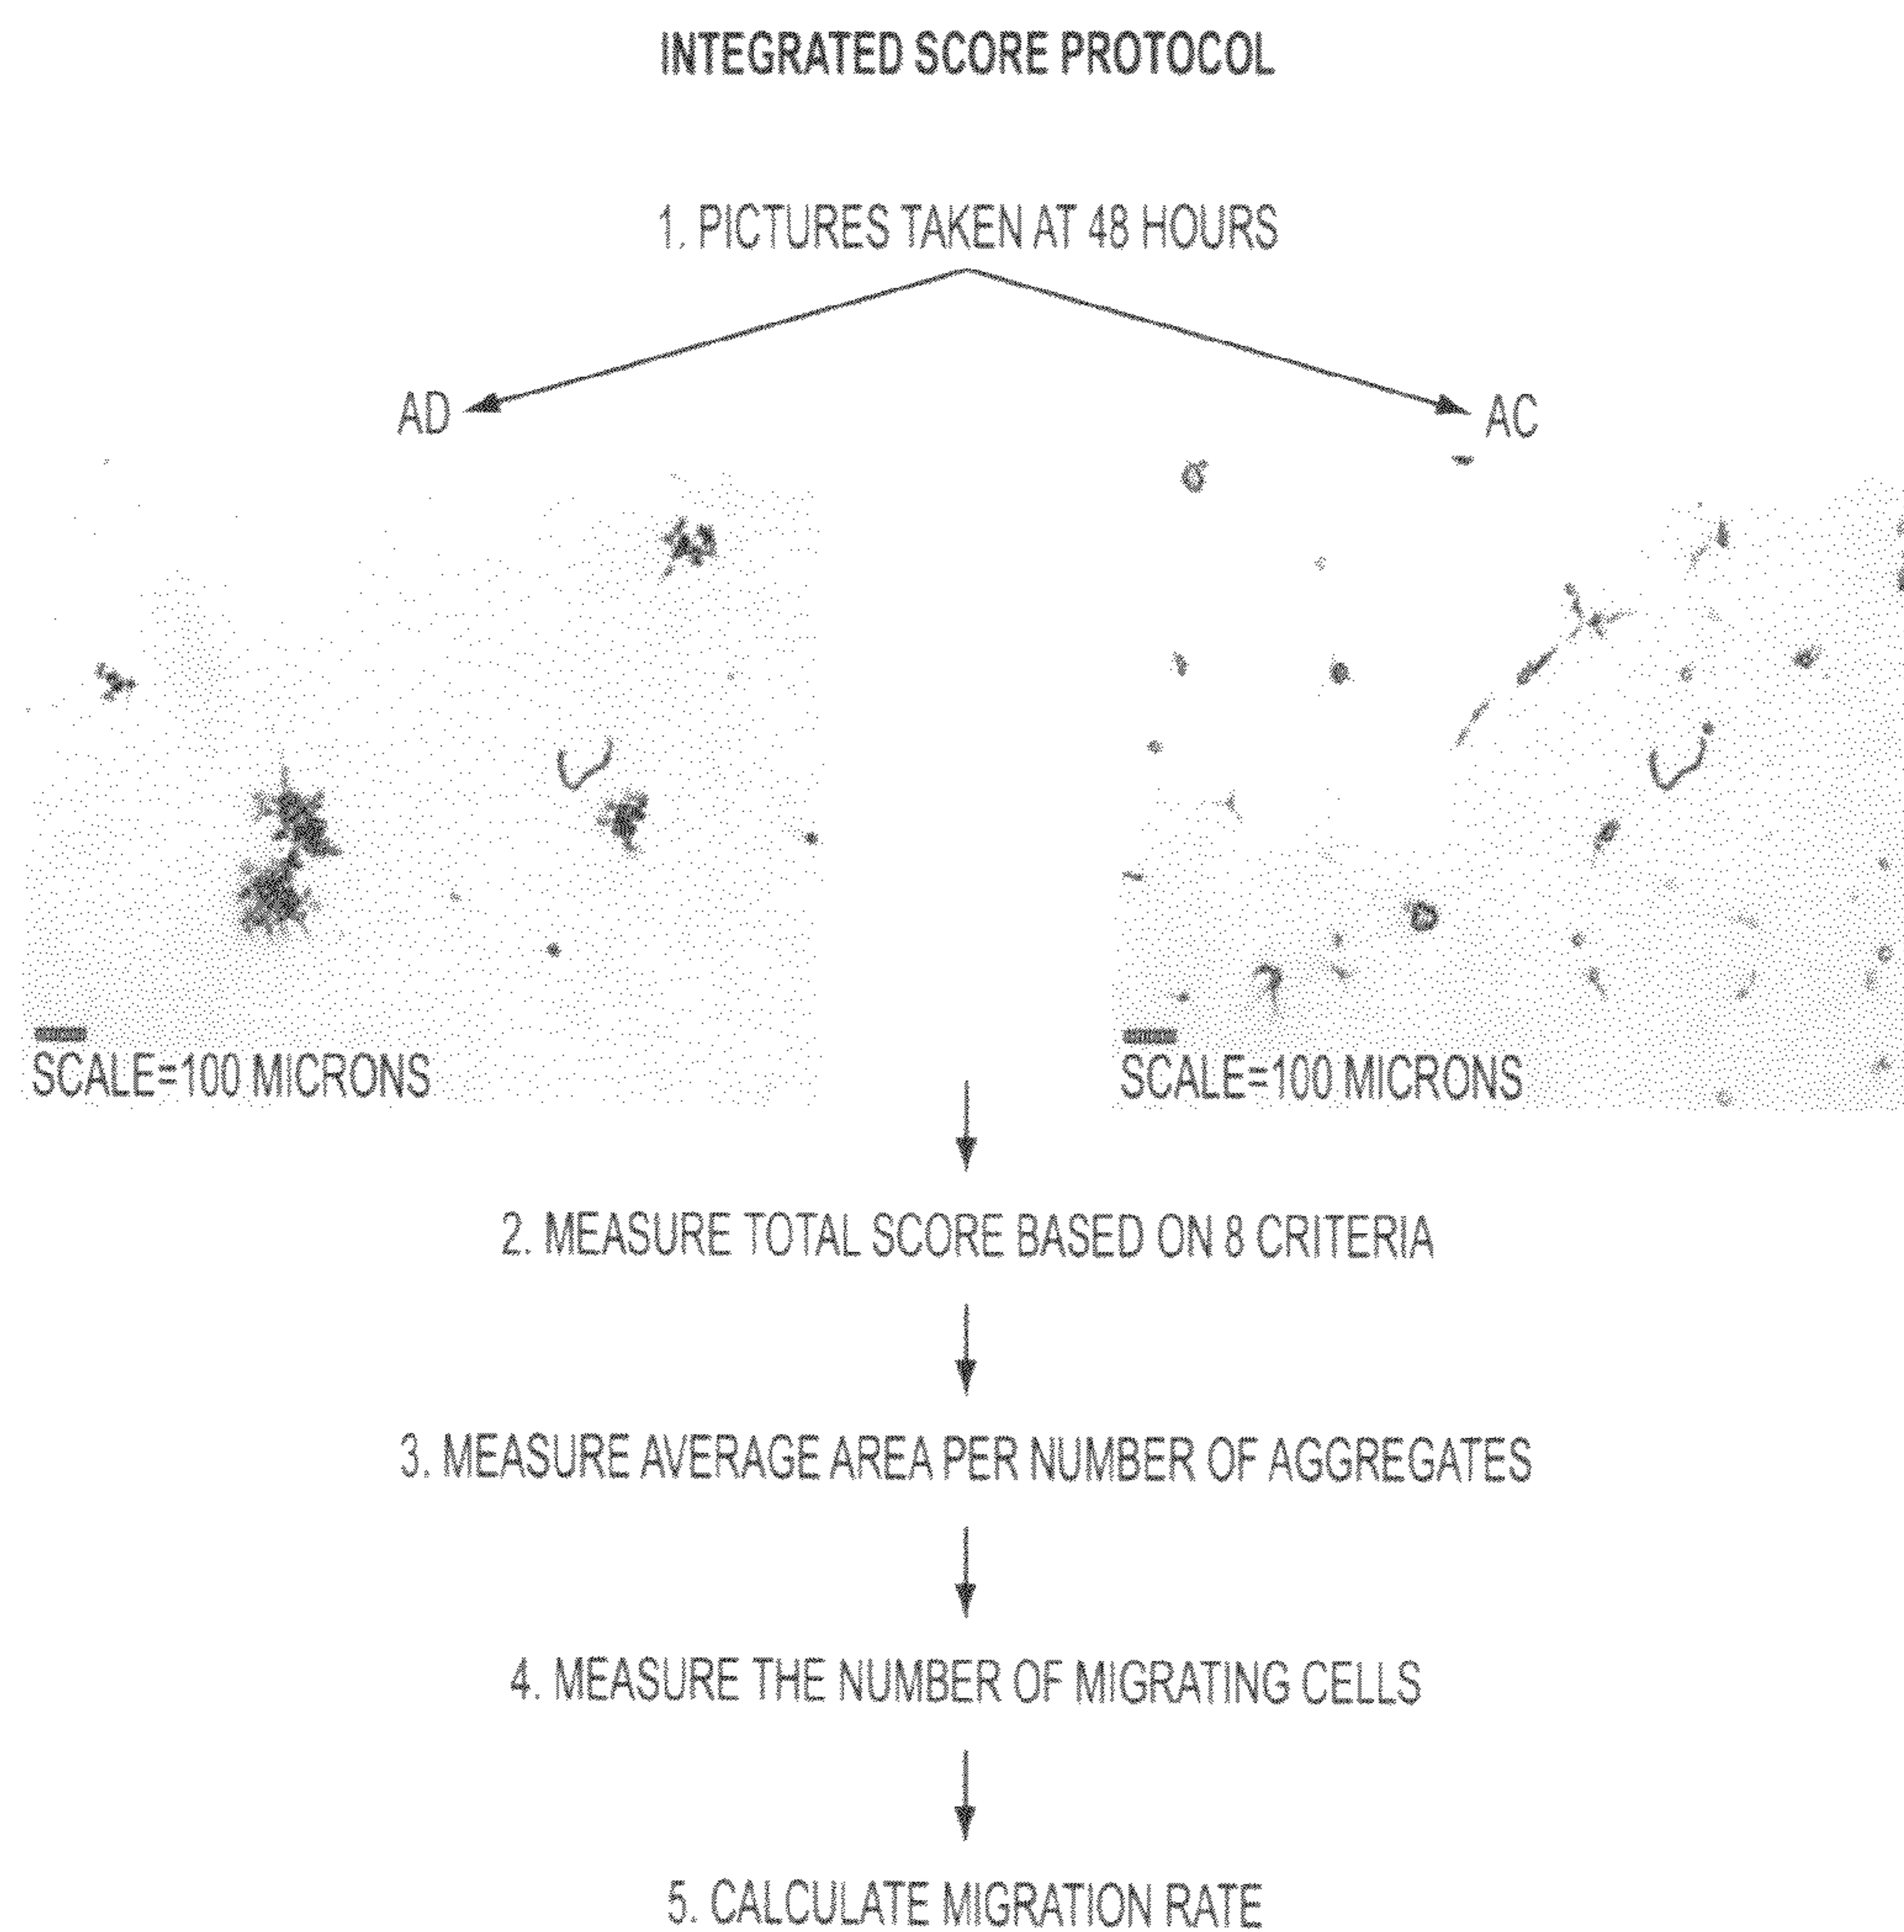 INTEGRATED SCORE PROTOCOL
1. PICTURES TAKEN AT 48 HOURS
AD
AC
SCALE=100 MICRONS
SCALE=100 MICRONS
2. MEASURE TOTAL SCORE BASED ON 8 CRITERIA
3. MEASURE AVERAGE AREA PER NUMBER OF AGGREGATES
4. MEASURE THE NUMBER OF MIGRATING CELLS
5. CALCULATE MIGRATION RATE